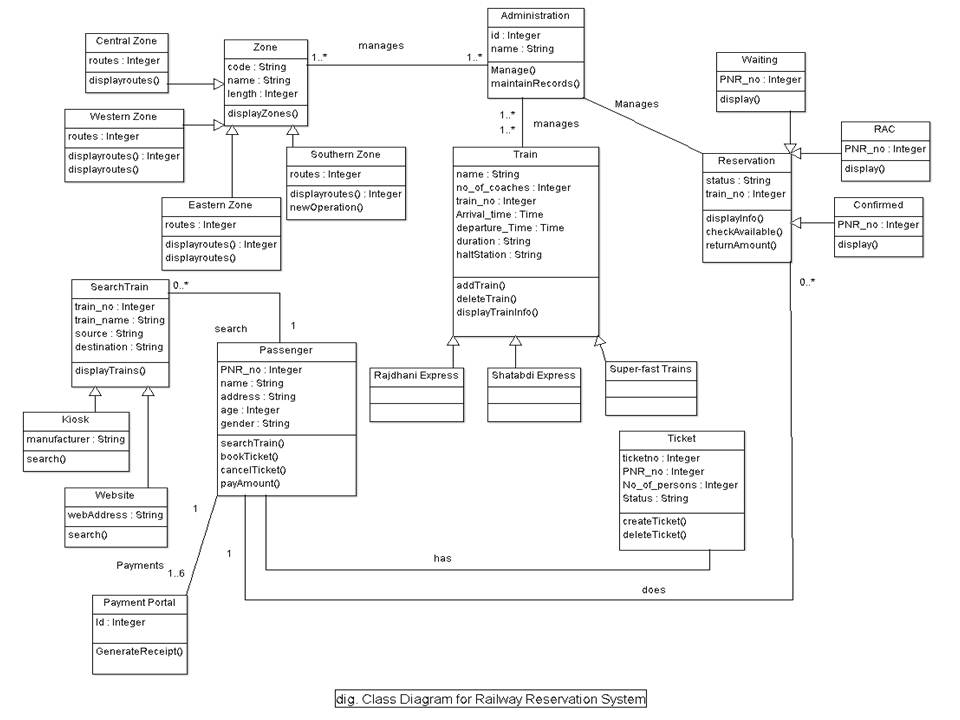 Central Zone
routes : Integer
displayroutes()
Zone
code : String
name : String
length : Integer
displayZones()
1..*
manages
1..*
Administration
id : Integer
name : String
Manage()
maintainRecords()
Western Zone
routes : Integer
displayroutes() : Integer
displayroutes()
Southern Zone
routes : Integer
displayroutes() : Integer
newOperation()
Eastern Zone
routes : Integer
displayroutes() : Integer
displayroutes()
1..*
1..*
manages
Manages
Waiting
PNR_no : Integer
display()
RAC
PNR_no : Integer
display()
Reservation
status : String
train_no : Integer
displayInfo()
checkAvailable()
returnAmount()
Confirmed
PNR_no : Integer
display()
0..*
Train
name : String
no_of_coaches : Integer
train_no : Integer
Arrival_time : Time
departure_Time : Time
duration : String
haltStation : String
addTrain()
deleteTrain()
displayTrainInfo()
Rajdhani Express
Shatabdi Express
Super-fast Trains
SearchTrain
train_no : Integer
train_name : String
source : String
destination : String
displayTrains()
0..*
1
search
Kiosk
manufacturer : String
search()
Website
webAddress : String
search()
Passenger
PNR_no : Integer
name : String
address : String
age : Integer
gender : String
searchTrain()
bookTicket()
cancelTicket()
payAmount()
Ticket
ticketno : Integer
PNR_no : Integer
No_of_persons : Integer
Status : String
createTicket()
deleteTicket()
1
1
has
does
Payments
1..6
Payment Portal
Id : Integer
GenerateReceipt()
dig. Class Diagram for Railway Reservation System